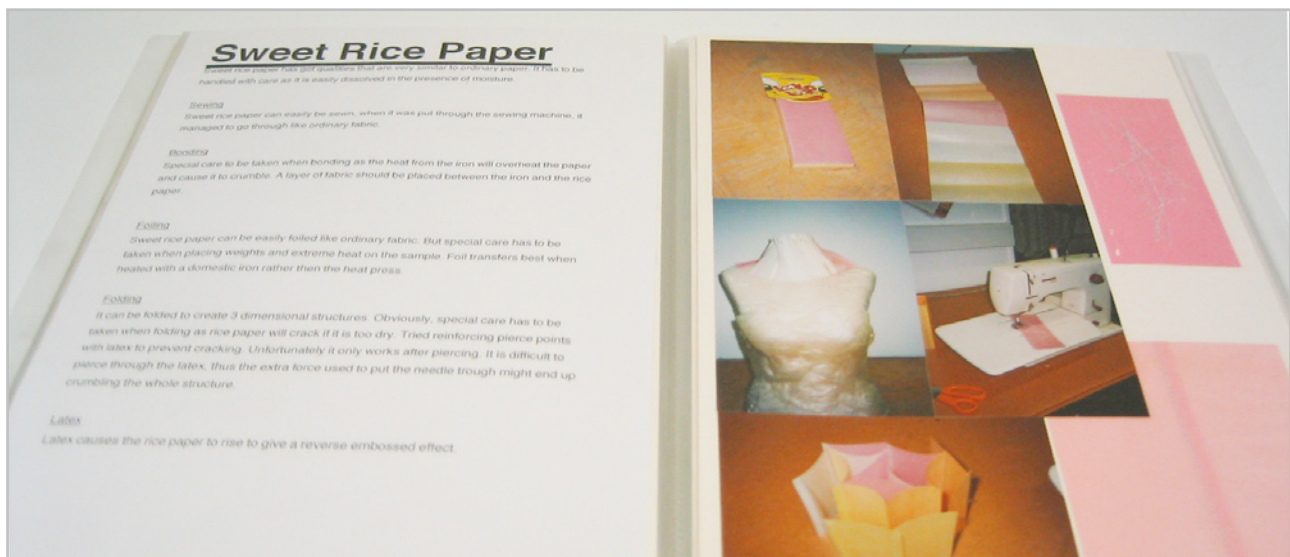 Sweet Rice Paper
Sweet rice paper has got qualities that are very similar to ordinary paper. It has to be
handled with care as it is easily dissolved in the presence of moisture.
Sewing
Sweet rice paper can easily be sewn, when it was put through the sewing machine, it
managed to go through like ordinary fabric.
Bonding
Special care to be taken when bonding as the heat from the iron will overheat the paper
and cause it to crumble. A layer of fabric should be placed between the iron and the rice
paper.
Foiling
Sweet rice paper can be easily foiled like ordinary fabric. But special care has to be
taken when placing weights and extreme heat on the sample. Foil transfers best when
heated with a domestic iron rather then the heat press.
Folding
It can be folded to create 3 dimensional structures. Obviously, special care has to be
taken when folding as rice paper will crack if it is too dry. Tried reinforcing pierce points
with latex to prevent cracking. Unfortunately it only works after piercing. It is difficult to
pierce through the latex, thus the extra force used to put the needle trough might end up
crumbling the whole structure.
Latex
Latex causes the rice paper to rise to give a reverse embossed effect.